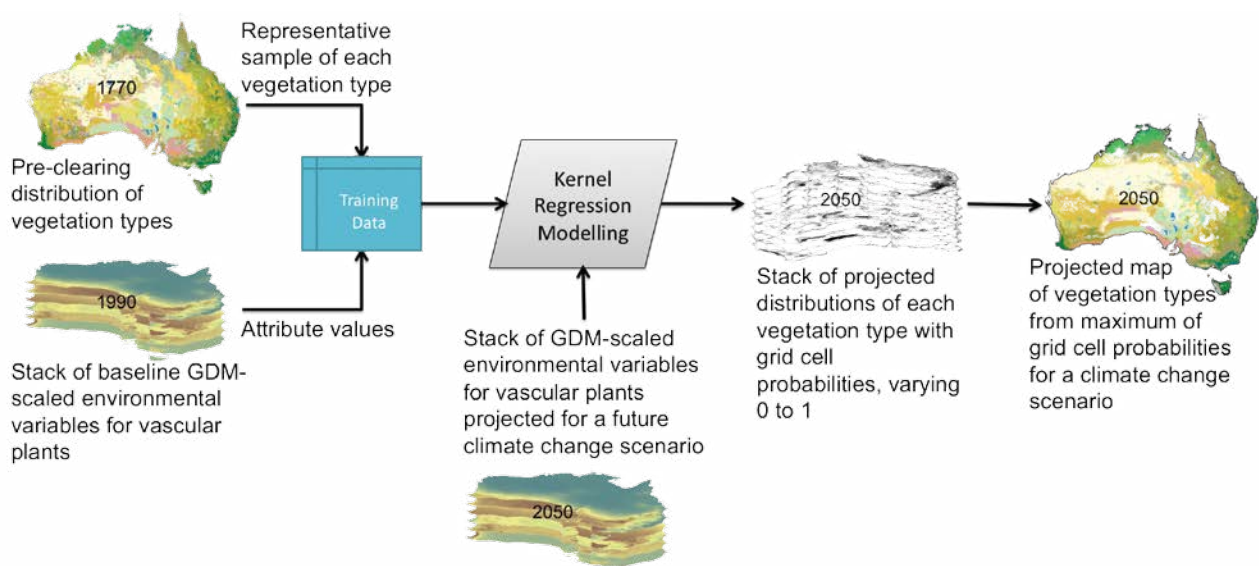 1770
Pre-clearing
distribution of
vegetation types
Representative
sample of each
vegetation type
1990
Stack of baseline GDM-
scaled environmental
variables for vascular
plants
Attribute values
Training
Data
Kernel
Regression
Modelling
Stack of GDM-scaled
environmental variables
for vascular plants
projected for a future
climate change scenario
2050
2050
Stack of projected
distributions of each
vegetation type with
grid cell
probabilities, varying
0 to 1
2050
Projected map
of vegetation types
from maximum of
grid cell probabilities
for a climate change
scenario